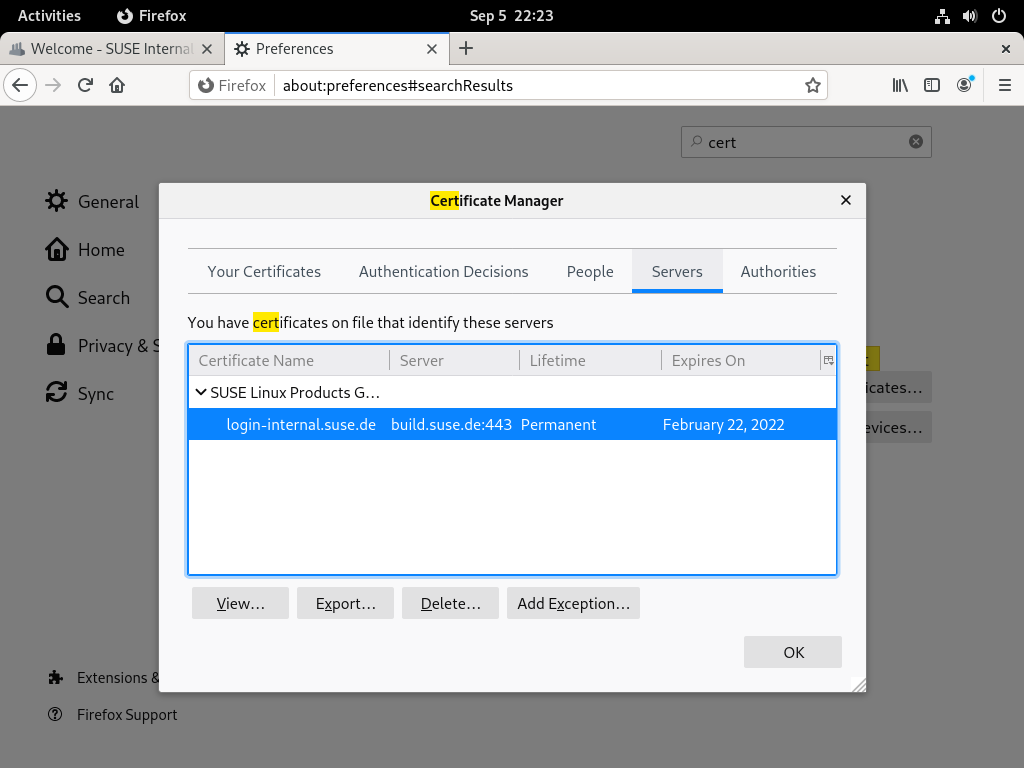 Activities Firefox Sep 5 22:23
Welcome - SUSE Internal Preferences
Firefox about:preferences#searchResults
cert
General
Home
Search
Privacy & S
Sync
Extensions &
Firefox Support
Certificate Manager
Your Certificates Authentication Decisions People Servers Authorities
You have certificates on file that identify these servers
Certificate Name Server Lifetime Expires On
SUSE Linux Products G...
login-internal.suse.de build.suse.de:443 Permanent February 22, 2022
View... Export... Delete... Add Exception...
OK
icates...
evices...